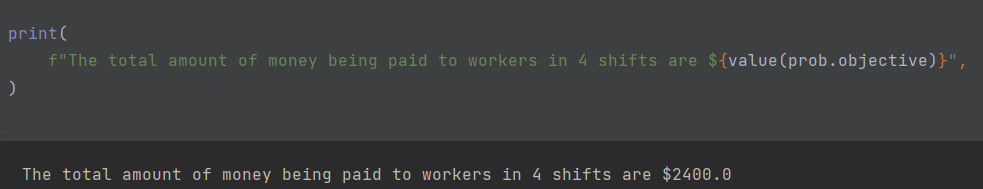 print(
    f"The total amount of money being paid to workers in 4 shifts are ${value(prob.objective)}",
)
The total amount of money being paid to workers in 4 shifts are $2400.0